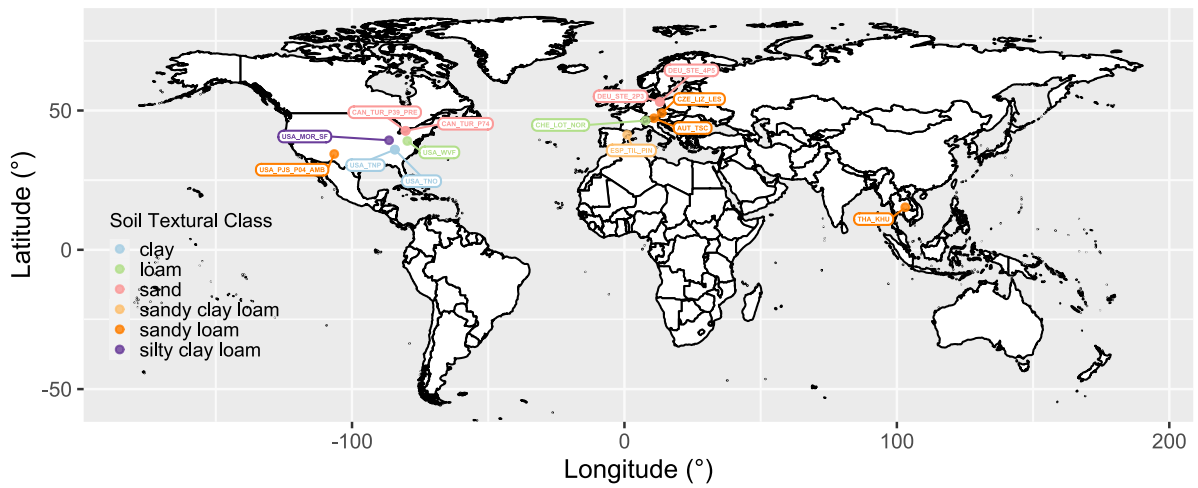 DEU_STE_4P5
DEU_STE_2P3
CZE_LIZ_LES
CAN_TUR_P39_PRE
CAN_TUR_P74
CHE_LOT_NOR
AUT_TSC
USA_MOR_SF
USA_WVF
ESP_TIL_PIN
USA_TNP
USA_PJS_P04_AMB
USA_TNO
THA_KHU
50
0
-50
Latitude (°)
Soil Textural Class
clay
loam
sand
sandy clay loam
sandy loam
silty clay loam
-100
0
100
200
Longitude (°)